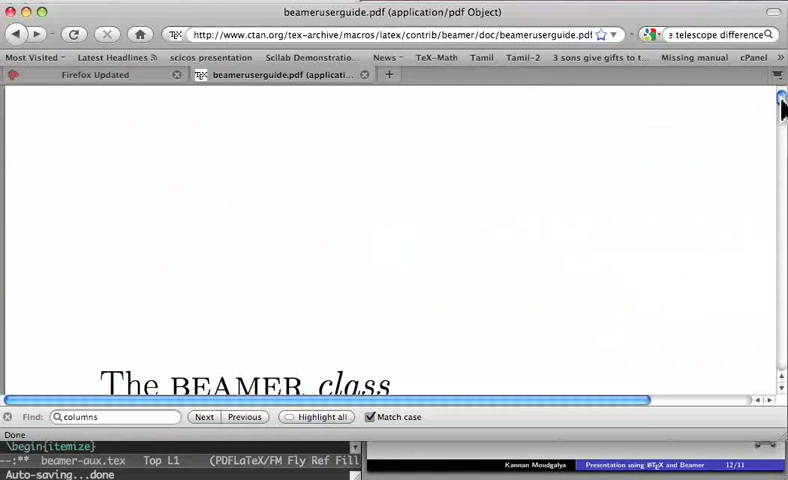 beameruserguide.pdf (application/pdf Object)
http://www.ctan.org/tex-archive/macros/latex/contrib/beamer/doc/beameruserguide.pdf
telescope difference
Most Visited Latest Headlines scicos presentation Scilab Demonstratio... News TeX-Math Tamil Tamil-2 3 sons give gifts to t... Missing manual cPanel »
Firefox Updated beameruserguide.pdf (applicati... +
The BEAMER class
Find: columns Next Previous Highlight all Match case
Done
\begin{itemize}
--:** beamer-aux.tex Top L1 (PDFLaTeX/FM Fly Ref Fill
Auto-saving...done
Kannan Moudgalya Presentation using LATEX and Beamer 12/11